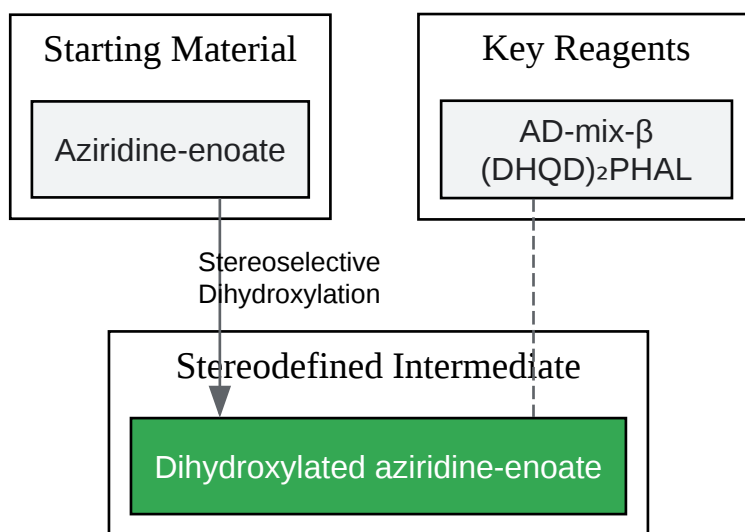 Starting Material
Aziridine-enoate
Key Reagents
AD-mix-β
(DHQD)₂PHAL
Stereoselective
Dihydroxylation
Stereodefined Intermediate
Dihydroxylated aziridine-enoate